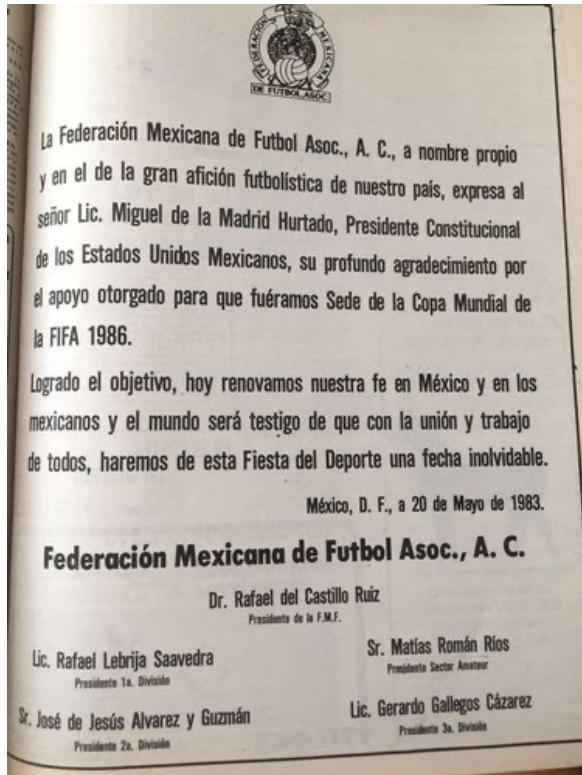 FEDERACIÓN MEXICANA
DE FUTBOL ASOC.
La Federación Mexicana de Futbol Asoc., A. C., a nombre propio
y en el de la gran afición futbolística de nuestro país, expresa al
señor Lic. Miguel de la Madrid Hurtado, Presidente Constitucional
de los Estados Unidos Mexicanos, su profundo agradecimiento por
el apoyo otorgado para que fuéramos Sede de la Copa Mundial de
la FIFA 1986.
Logrado el objetivo, hoy renovamos nuestra fe en México y en los
mexicanos y el mundo será testigo de que con la unión y trabajo
de todos, haremos de esta Fiesta del Deporte una fecha inolvidable.
México, D. F., a 20 de Mayo de 1983.
Federación Mexicana de Futbol Asoc., A. C.
Dr. Rafael del Castillo Ruiz
Presidente de la F.M.F.
Lic. Rafael Lebrija Saavedra
Presidente 1a. División
Sr. Matías Román Ríos
Presidente Sector Amateur
Sr. José de Jesús Alvarez y Guzmán
Presidente 2a. División
Lic. Gerardo Gallegos Cázarez
Presidente 3a. División